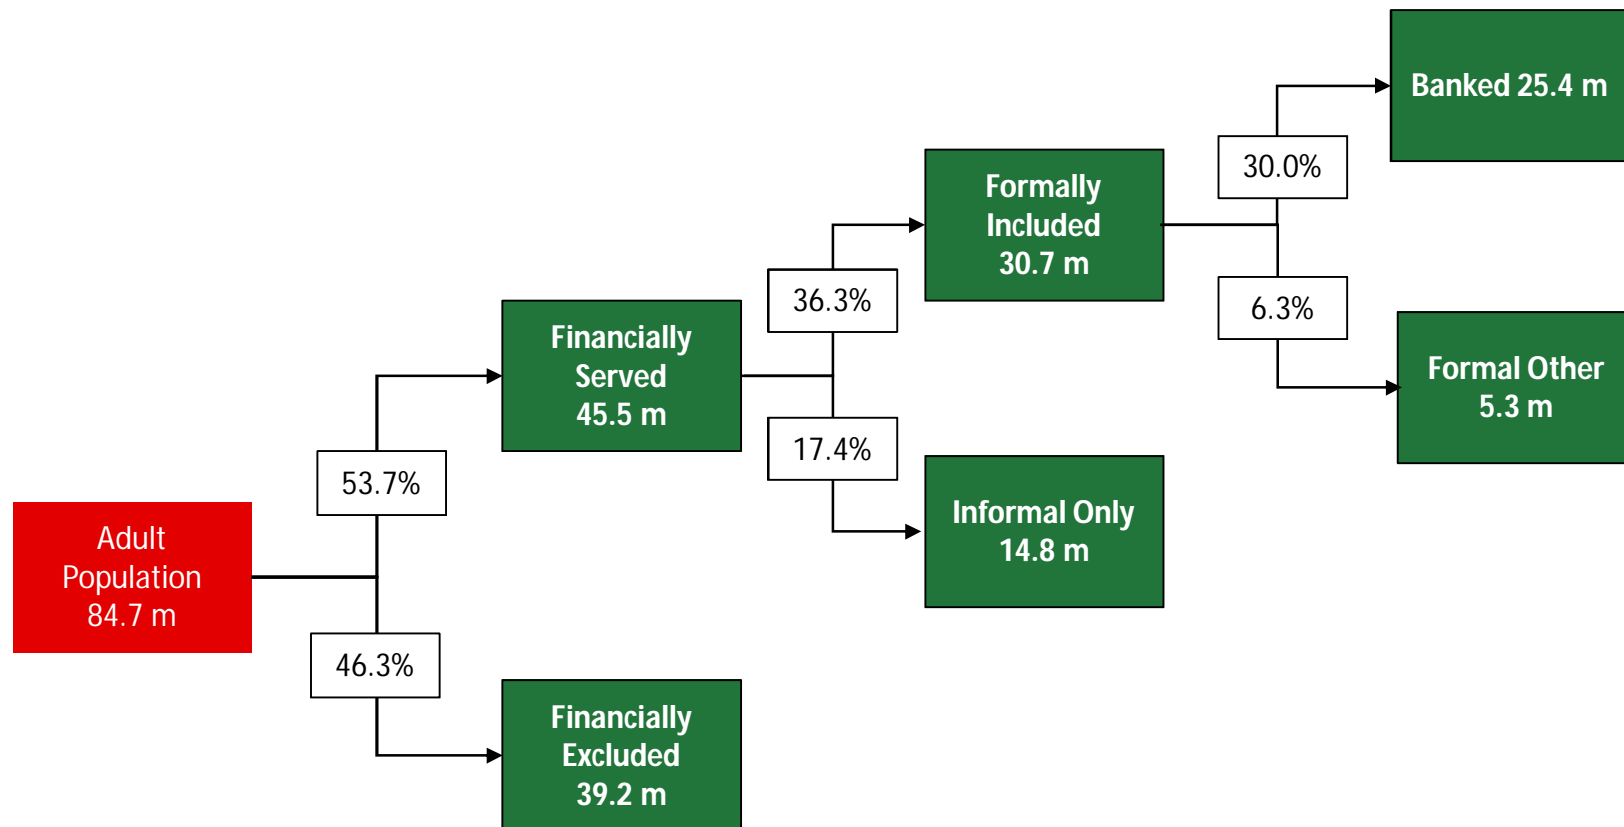 Adult
Population
84.7 m
53.7%
46.3%
Financially
Served
45.5 m
Financially
Excluded
39.2 m
36.3%
17.4%
Formally
Included
30.7 m
Informal Only
14.8 m
30.0%
6.3%
Banked 25.4 m
Formal Other
5.3 m